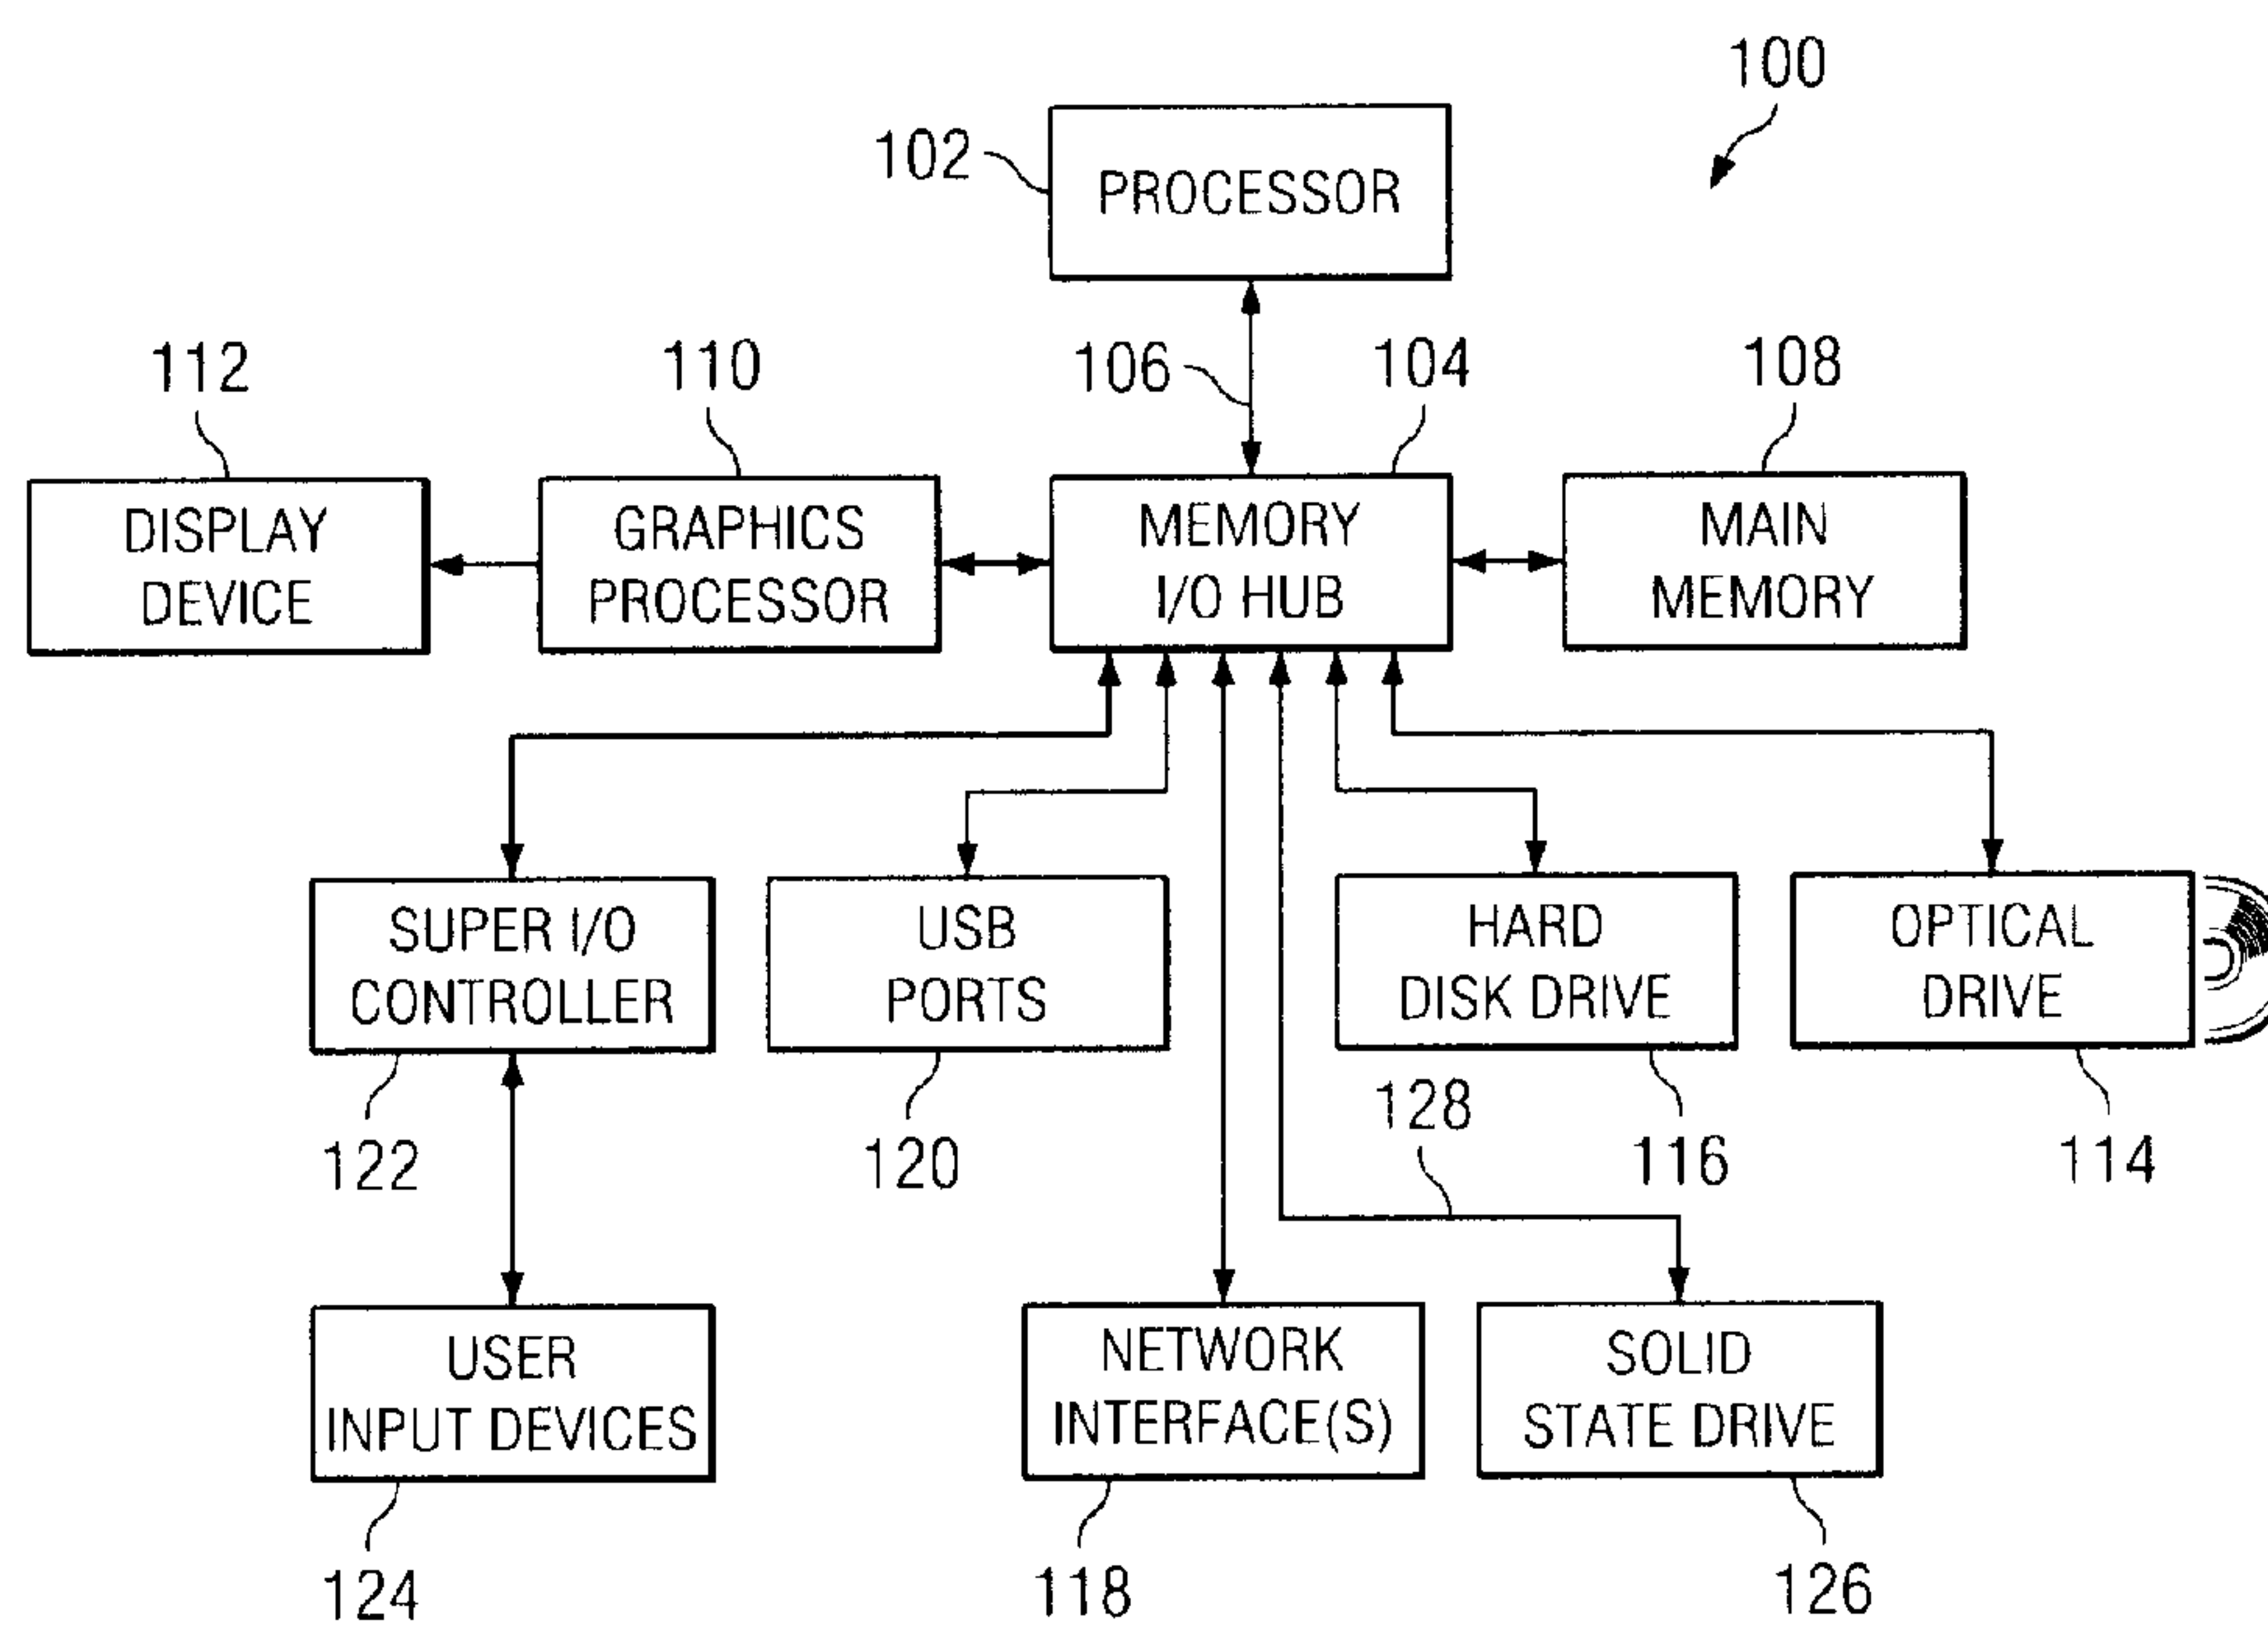 100
102
PROCESSOR
112
110
106
104
108
DISPLAY
DEVICE
GRAPHICS
PROCESSOR
MEMORY
I/O HUB
MAIN
MEMORY
SUPER I/O
CONTROLLER
USB
PORTS
HARD
DISK DRIVE
OPTICAL
DRIVE
122
120
128
116
114
USER
INPUT DEVICES
NETWORK
INTERFACE(S)
SOLID
STATE DRIVE
124
118
126